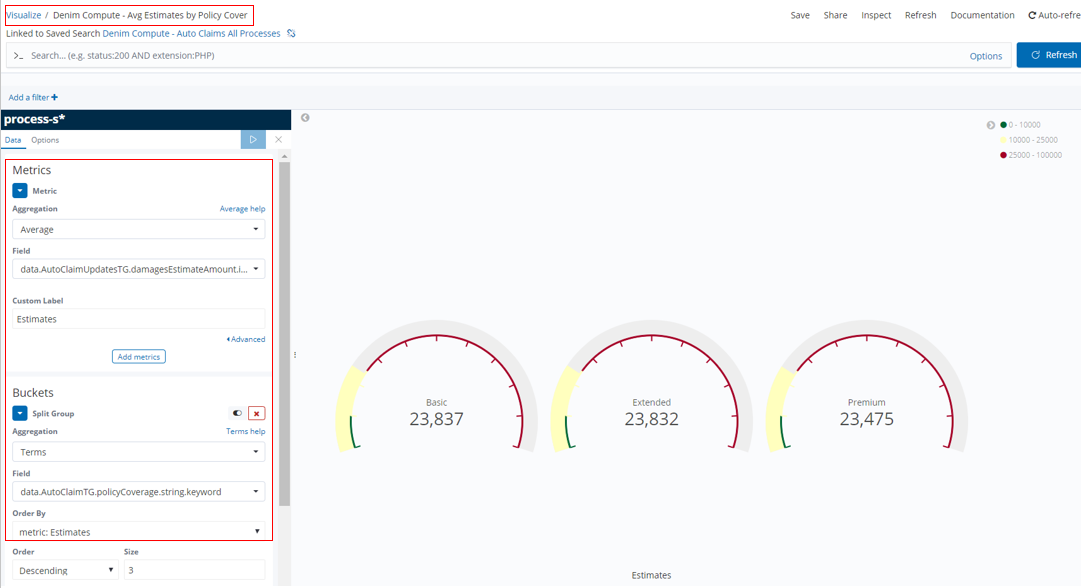 Visualize / Denim Compute - Avg Estimates by Policy Cover
Save Share Inspect Refresh Documentation Auto-refre
Linked to Saved Search Denim Compute - Auto Claims All Processes
>_ Search... (e.g. status:200 AND extension:PHP)
Options
Refresh
Add a filter +
process-s*
Data Options
Metrics
Metric
Aggregation Average help
Average
Field
data.AutoClaimUpdatesTG.damagesEstimateAmount.i...
Custom Label
Estimates
Advanced
Add metrics
Buckets
Split Group
Aggregation Terms help
Terms
Field
data.AutoClaimTG.policyCoverage.string.keyword
Order By
metric: Estimates
Order Size
Descending 3
0 - 10000
10000 - 25000
25000 - 100000
Basic
23,837
Extended
23,832
Premium
23,475
Estimates